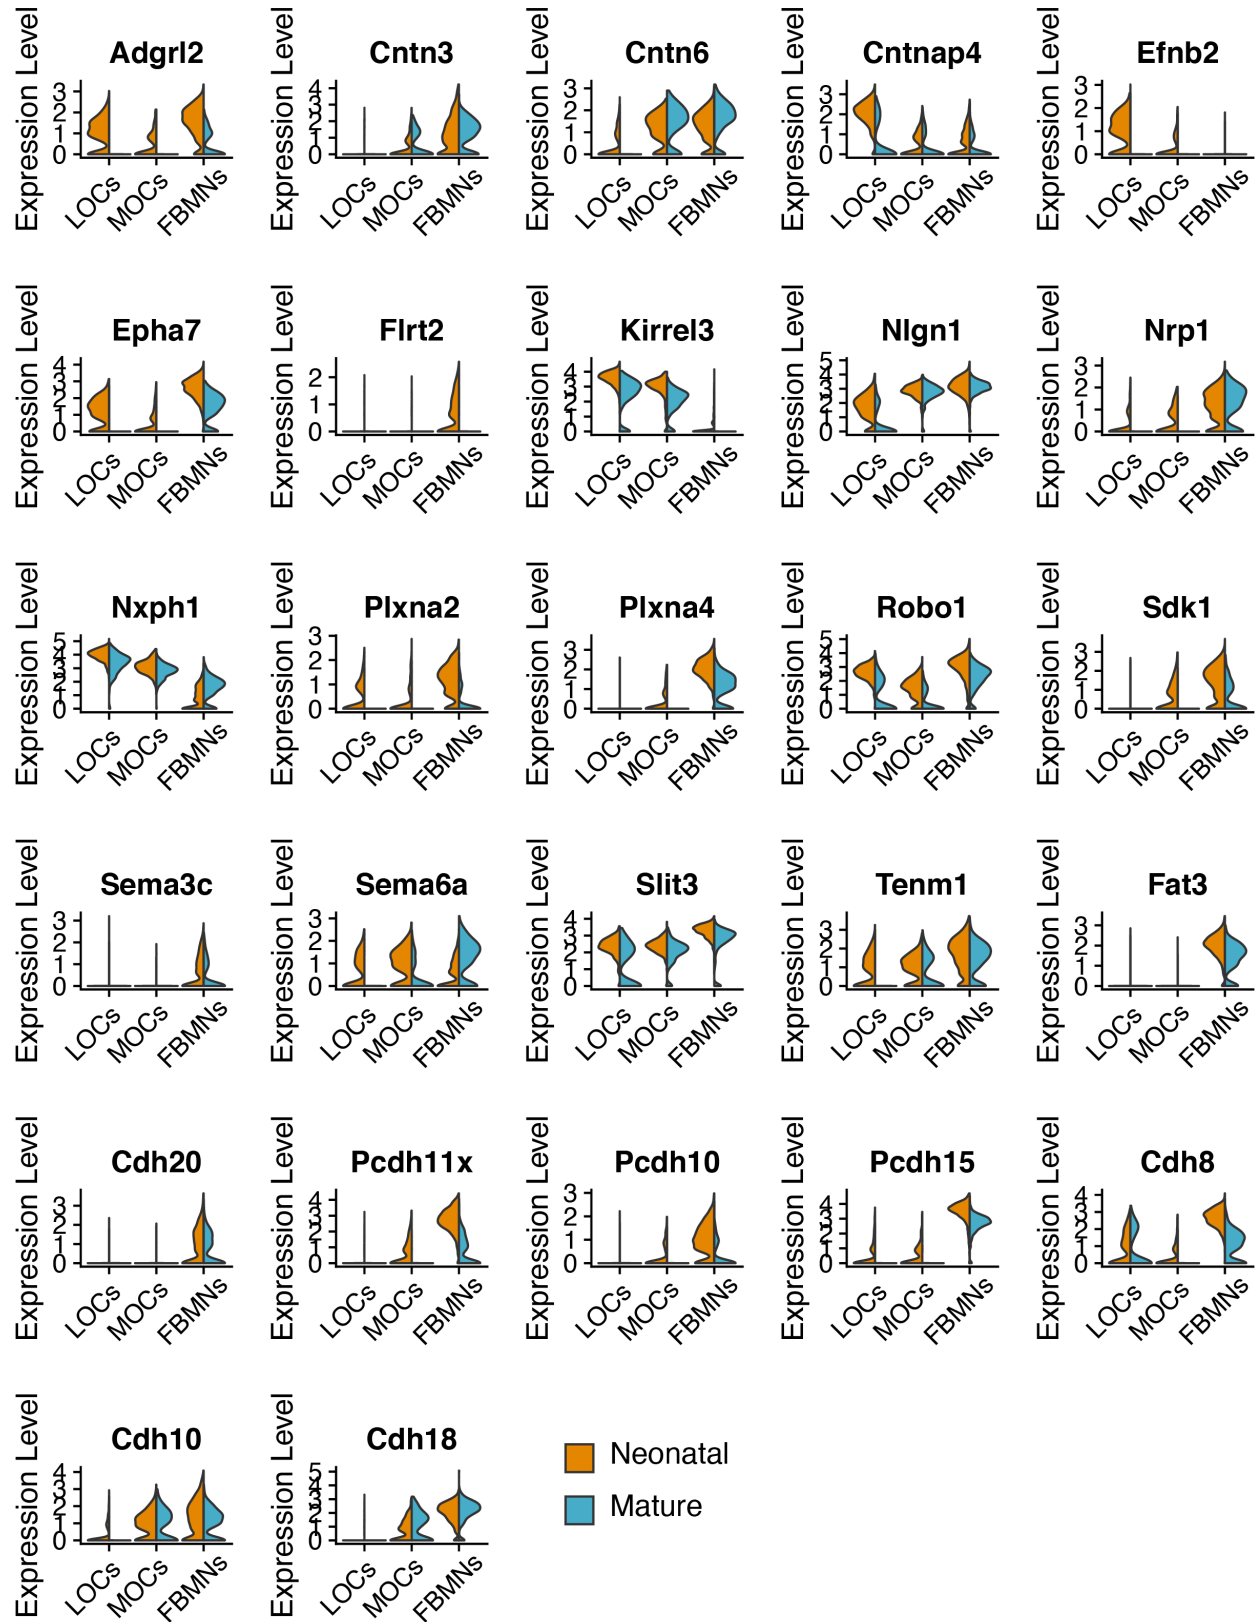 Adgrl2
Cntn3
Cntn6
Cntnap4
Efnb2
Expression Level
3
2
1
0
LOCs
MOCs
FBMNs
Expression Level
4
3
2
1
0
LOCs
MOCs
FBMNs
Expression Level
3
2
1
0
LOCs
MOCs
FBMNs
Expression Level
3
2
1
0
LOCs
MOCs
FBMNs
Expression Level
3
2
1
0
LOCs
MOCs
FBMNs
Epha7
Flrt2
Kirrel3
Nlgn1
Nrp1
Expression Level
4
3
2
1
0
LOCs
MOCs
FBMNs
Expression Level
2
1
0
LOCs
MOCs
FBMNs
Expression Level
4
3
2
1
0
LOCs
MOCs
FBMNs
Expression Level
5
4
3
2
1
0
LOCs
MOCs
FBMNs
Expression Level
3
2
1
0
LOCs
MOCs
FBMNs
Nxph1
Plxna2
Plxna4
Robo1
Sdk1
Expression Level
5
4
3
2
1
0
LOCs
MOCs
FBMNs
Expression Level
3
2
1
0
LOCs
MOCs
FBMNs
Expression Level
3
2
1
0
LOCs
MOCs
FBMNs
Expression Level
5
4
3
2
1
0
LOCs
MOCs
FBMNs
Expression Level
3
2
1
0
LOCs
MOCs
FBMNs
Sema3c
Sema6a
Slit3
Tenm1
Fat3
Expression Level
3
2
1
0
LOCs
MOCs
FBMNs
Expression Level
3
2
1
0
LOCs
MOCs
FBMNs
Expression Level
4
3
2
1
0
LOCs
MOCs
FBMNs
Expression Level
3
2
1
0
LOCs
MOCs
FBMNs
Expression Level
3
2
1
0
LOCs
MOCs
FBMNs
Cdh20
Pcdh11x
Pcdh10
Pcdh15
Cdh8
Expression Level
3
2
1
0
LOCs
MOCs
FBMNs
Expression Level
4
3
2
1
0
LOCs
MOCs
FBMNs
Expression Level
3
2
1
0
LOCs
MOCs
FBMNs
Expression Level
4
3
2
1
0
LOCs
MOCs
FBMNs
Expression Level
4
3
2
1
0
LOCs
MOCs
FBMNs
Cdh10
Cdh18
Expression Level
4
3
2
1
0
LOCs
MOCs
FBMNs
Expression Level
5
4
3
2
1
0
LOCs
MOCs
FBMNs
Neonatal
Mature